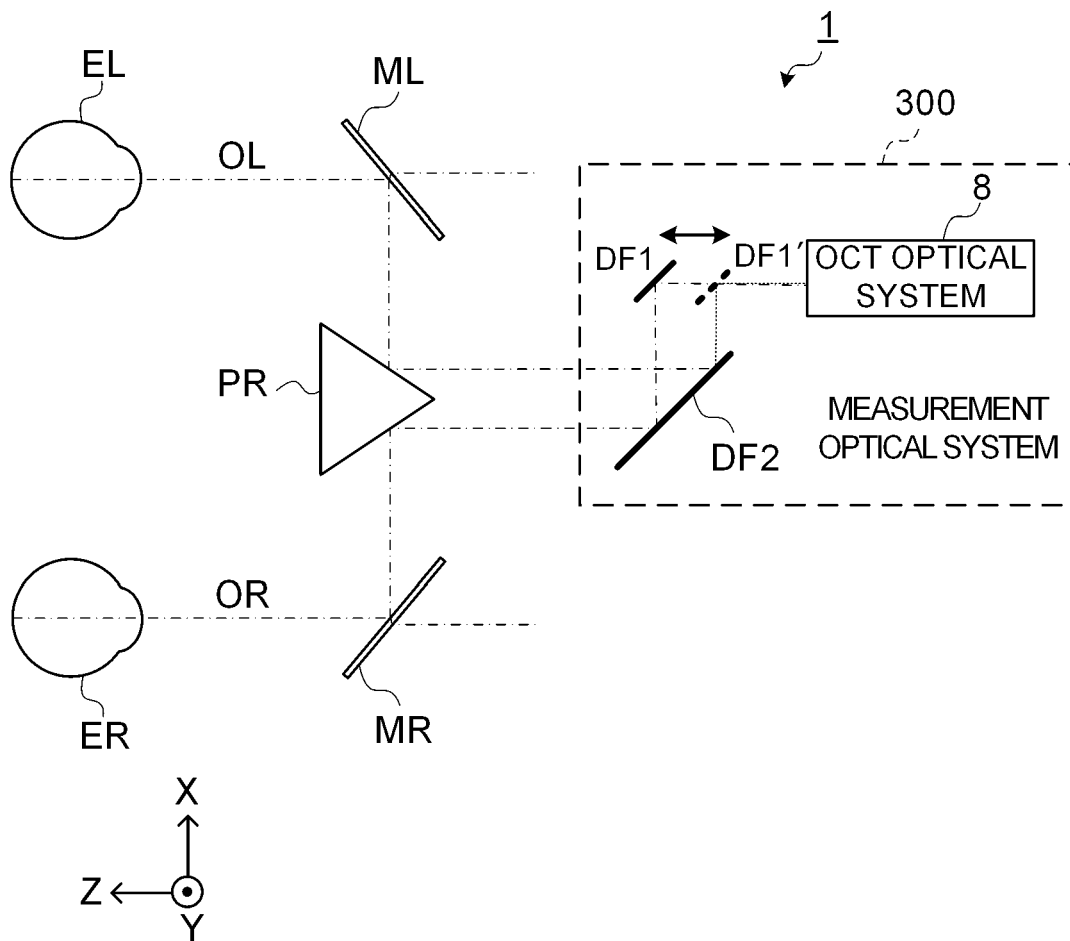 1
EL
ML
300
OL
8
DF1
DF1´
OCT OPTICAL
SYSTEM
PR
MEASUREMENT
OPTICAL SYSTEM
DF2
OR
ER
MR
X
Z
Y